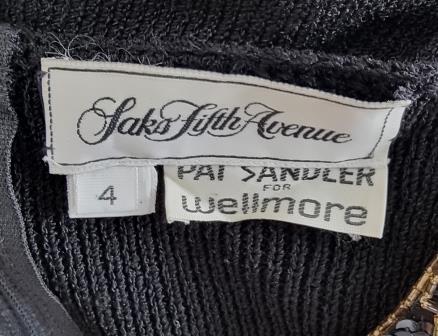 Saks Fifth Avenue
4
PAT SANDLER
FOR
wellmore